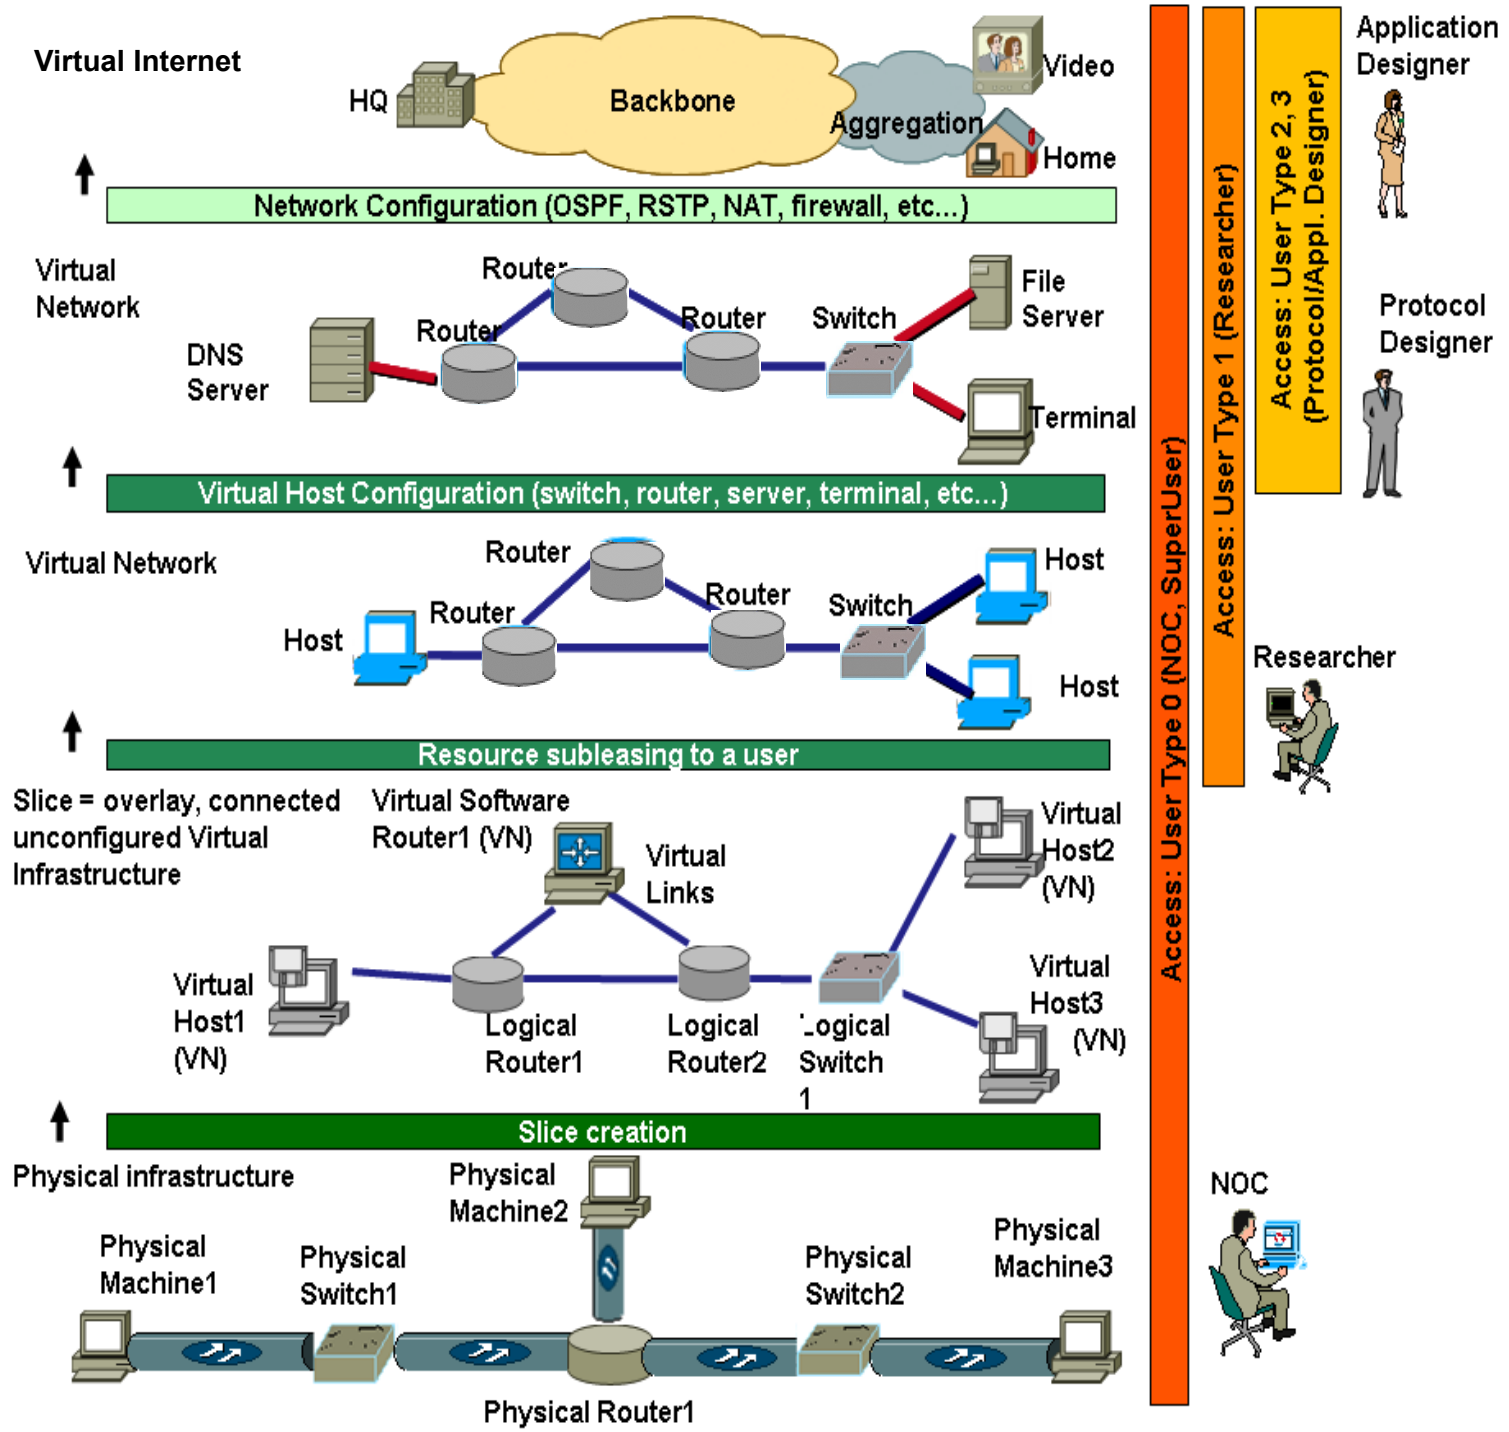 Virtual Internet
HQ
Backbone
Aggregation
Video
Home
Network Configuration (OSPF, RSTP, NAT, firewall, etc...)
Virtual
Network
Router
Router
Router
Switch
File
Server
DNS
Server
Terminal
Virtual Host Configuration (switch, router, server, terminal, etc...)
Virtual Network
Router
Router
Router
Switch
Host
Host
Host
Resource subleasing to a user
Slice = overlay, connected
unconfigured Virtual
Infrastructure
Virtual Software
Router1 (VN)
Virtual
Links
Virtual
Host2
(VN)
Virtual
Host1
(VN)
Logical
Router1
Logical
Router2
Logical
Switch
1
Virtual
Host3
(VN)
Slice creation
Physical infrastructure
Physical
Machine2
Physical
Machine1
Physical
Switch1
Physical
Switch2
Physical
Machine3
Physical Router1
Access: User Type 0 (NOC, SuperUser)
Access: User Type 1 (Researcher)
Access: User Type 2, 3
(Protocol/Appl. Designer)
Application
Designer
Protocol
Designer
Researcher
NOC